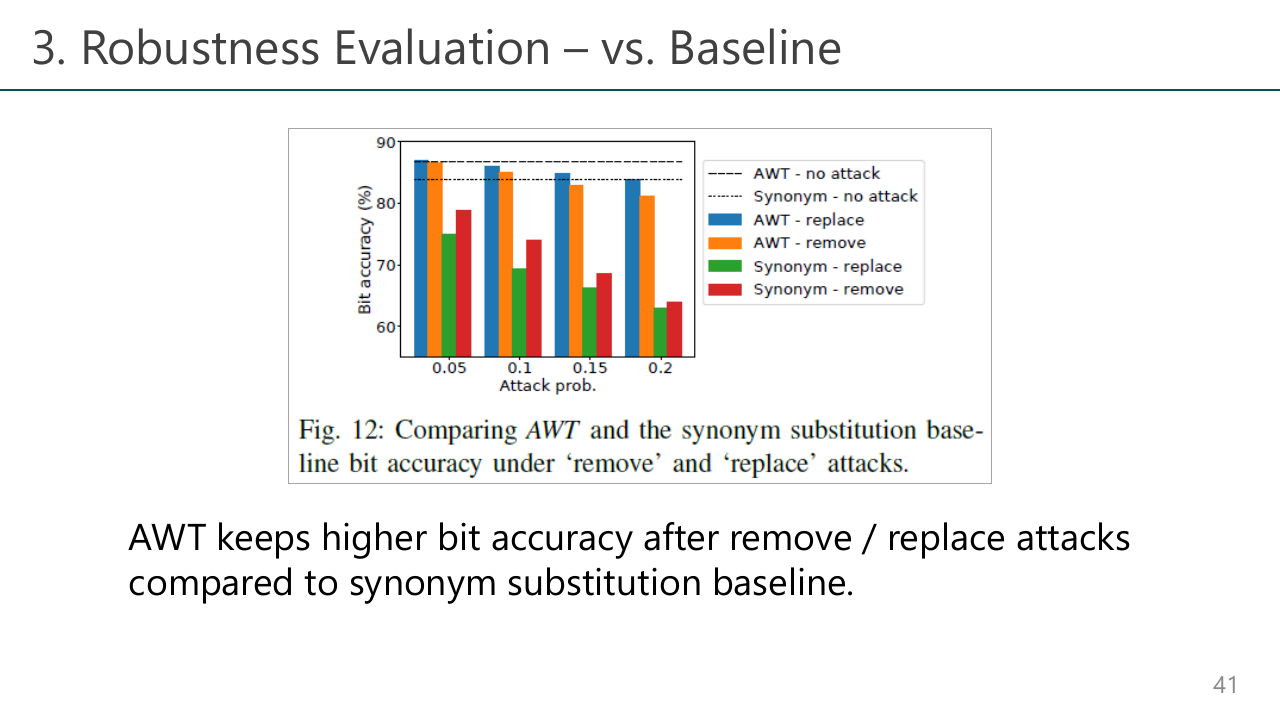 3. Robustness Evaluation – vs. Baseline
90
80
70
60
Bit accuracy (%)
0.05 0.1 0.15 0.2
Attack prob.
AWT - no attack
Synonym - no attack
AWT - replace
AWT - remove
Synonym - replace
Synonym - remove
Fig. 12: Comparing AWT and the synonym substitution base-
line bit accuracy under ‘remove’ and ‘replace’ attacks.
AWT keeps higher bit accuracy after remove / replace attacks
compared to synonym substitution baseline.
41